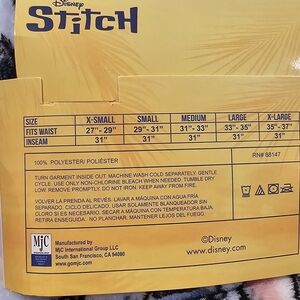 Disney
STITCH
SIZE X-SMALL SMALL MEDIUM LARGE X-LARGE
FITS WAIST 27"- 29" 29"- 31" 31"- 33" 33"- 35" 35"- 37"
INSEAM 31" 31" 31" 31" 31"
100% POLYESTER/ POLIÉSTER RN# 88147
TURN GARMENT INSIDE OUT. MACHINE WASH COLD SEPARATELY, GENTLE
CYCLE. USE ONLY NON-CHLORINE BLEACH WHEN NEEDED. TUMBLE DRY
LOW. REMOVE PROMPTLY. DO NOT IRON. KEEP AWAY FROM FIRE.
VOLVER LA PRENDA AL REVÉS. LAVAR A MÁQUINA CON AGUA FRÍA
SEPARADO, CICLO DELICADO. USAR SOLAMENTE BLANQUEADOR SIN
CLORO SI ES NECESARIO. SECAR A MÁQUINA CON TEMPERATURA BAJA.
RETIRAR ENSEGUIDA. NO PLANCHAR. MANTENER LEJOS DEL FUEGO.
MJC
Manufactured by
MjC International Group LLC
South San Francisco, CA 94080
www.gomjc.com
©Disney
www.disney.com